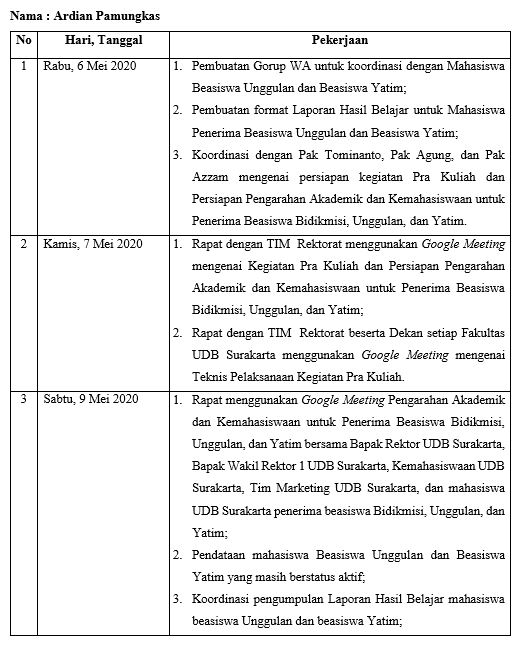 Nama : Ardian Pamungkas
No Hari, Tanggal Pekerjaan
1 Rabu, 6 Mei 2020 1. Pembuatan Gorup WA untuk koordinasi dengan Mahasiswa
Beasiswa Unggulan dan Beasiswa Yatim;
2. Pembuatan format Laporan Hasil Belajar untuk Mahasiswa
Penerima Beasiswa Unggulan dan Beasiswa Yatim;
3. Koordinasi dengan Pak Tominanto, Pak Agung, dan Pak
Azzam mengenai persiapan kegiatan Pra Kuliah dan
Persiapan Pengarahan Akademik dan Kemahasiswaan untuk
Penerima Beasiswa Bidikmisi, Unggulan, dan Yatim.
2 Kamis, 7 Mei 2020 1. Rapat dengan TIM Rektorat menggunakan Google Meeting
mengenai Kegiatan Pra Kuliah dan Persiapan Pengarahan
Akademik dan Kemahasiswaan untuk Penerima Beasiswa
Bidikmisi, Unggulan, dan Yatim;
2. Rapat dengan TIM Rektorat beserta Dekan setiap Fakultas
UDB Surakarta menggunakan Google Meeting mengenai
Teknis Pelaksanaan Kegiatan Pra Kuliah.
3 Sabtu, 9 Mei 2020 1. Rapat menggunakan Google Meeting Pengarahan Akademik
dan Kemahasiswaan untuk Penerima Beasiswa Bidikmisi,
Unggulan, dan Yatim bersama Bapak Rektor UDB Surakarta,
Bapak Wakil Rektor 1 UDB Surakarta, Kemahasiswaan UDB
Surakarta, Tim Marketing UDB Surakarta, dan mahasiswa
UDB Surakarta penerima beasiswa Bidikmisi, Unggulan, dan
Yatim;
2. Pendataan mahasiswa Beasiswa Unggulan dan Beasiswa
Yatim yang masih berstatus aktif;
3. Koordinasi pengumpulan Laporan Hasil Belajar mahasiswa
beasiswa Unggulan dan beasiswa Yatim;